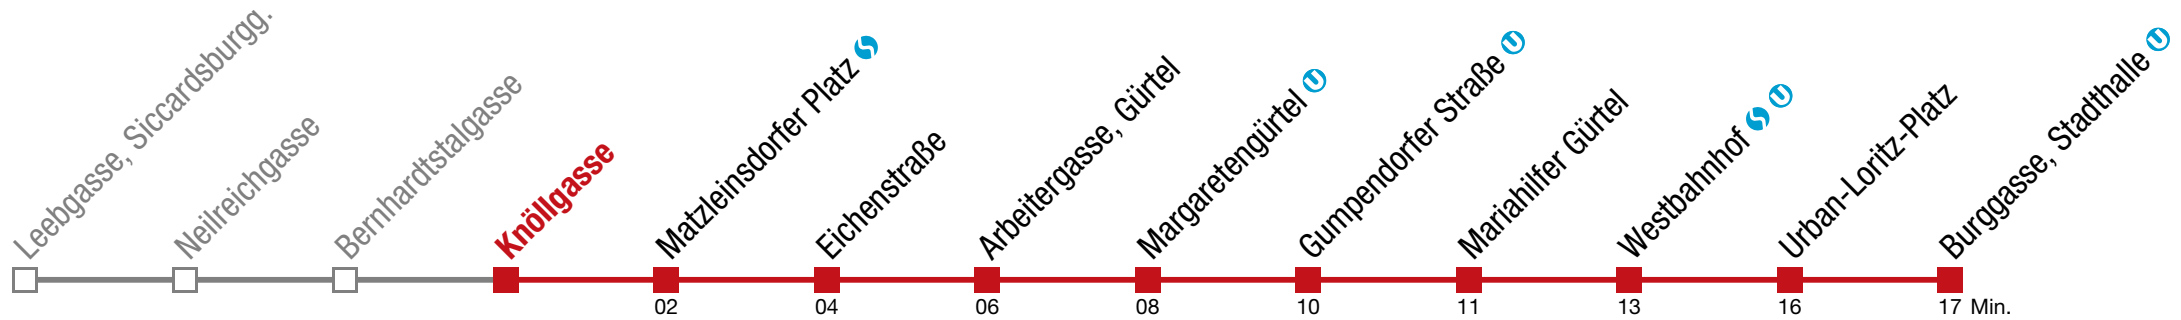 Leebgasse, Siccardsburgg.
Neilreichgasse
Bernhardtstalgasse
Knöllgasse
Matzleinsdorfer Platz
Eichenstraße
Arbeitergasse, Gürtel
Margaretengürtel
Gumpendorfer Straße
Mariahilfer Gürtel
Westbahnhof
Urban-Loritz-Platz
Burggasse, Stadthalle
02 04 06 08 10 11 13 16 17 Min.